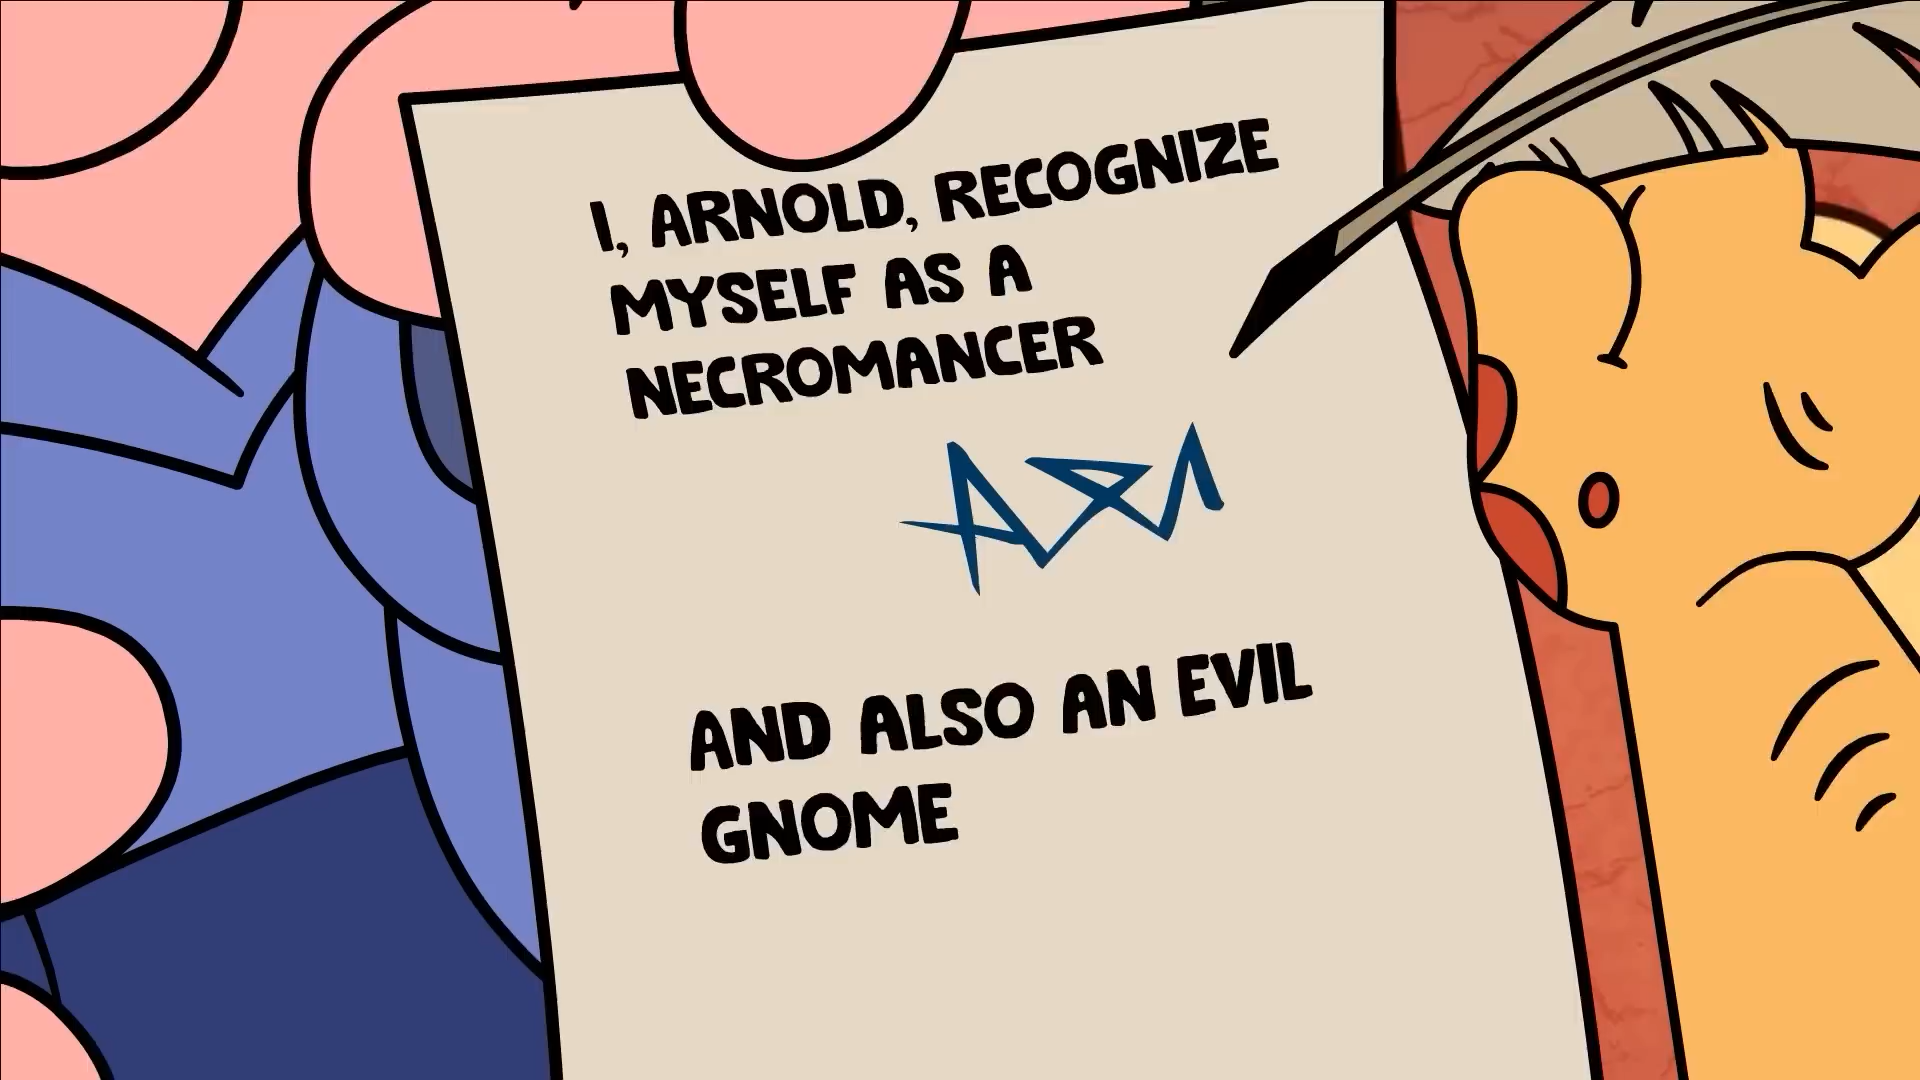 I, ARNOLD, RECOGNIZE
MYSELF AS A
NECROMANCER
AND ALSO AN EVIL
GNOME